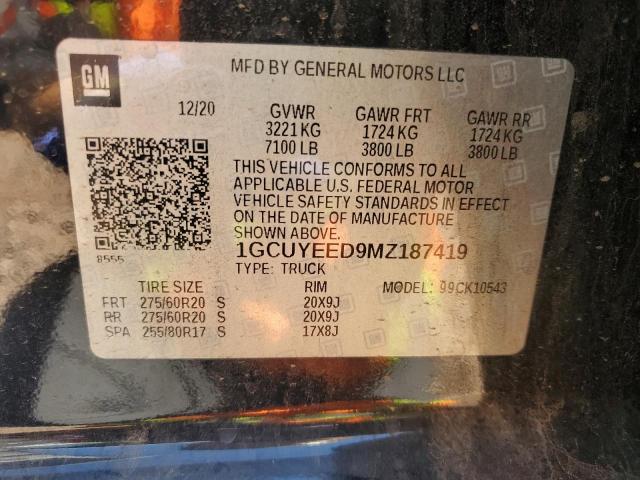 GM
MFD BY GENERAL MOTORS LLC
12/20 GVWR GAWR FRT GAWR RR
3221 KG 1724 KG 1724 KG
7100 LB 3800 LB 3800 LB
THIS VEHICLE CONFORMS TO ALL
APPLICABLE U.S. FEDERAL MOTOR
VEHICLE SAFETY STANDARDS IN EFFECT
ON THE DATE OF MANUFACTURE
SHOWN ABOVE.
8555 1GCUYEED9MZ187419
TYPE: TRUCK
TIRE SIZE RIM MODEL: 99CK10543
FRT 275/60R20 S 20X9J
RR 275/60R20 S 20X9J
SPA 255/80R17 S 17X8J